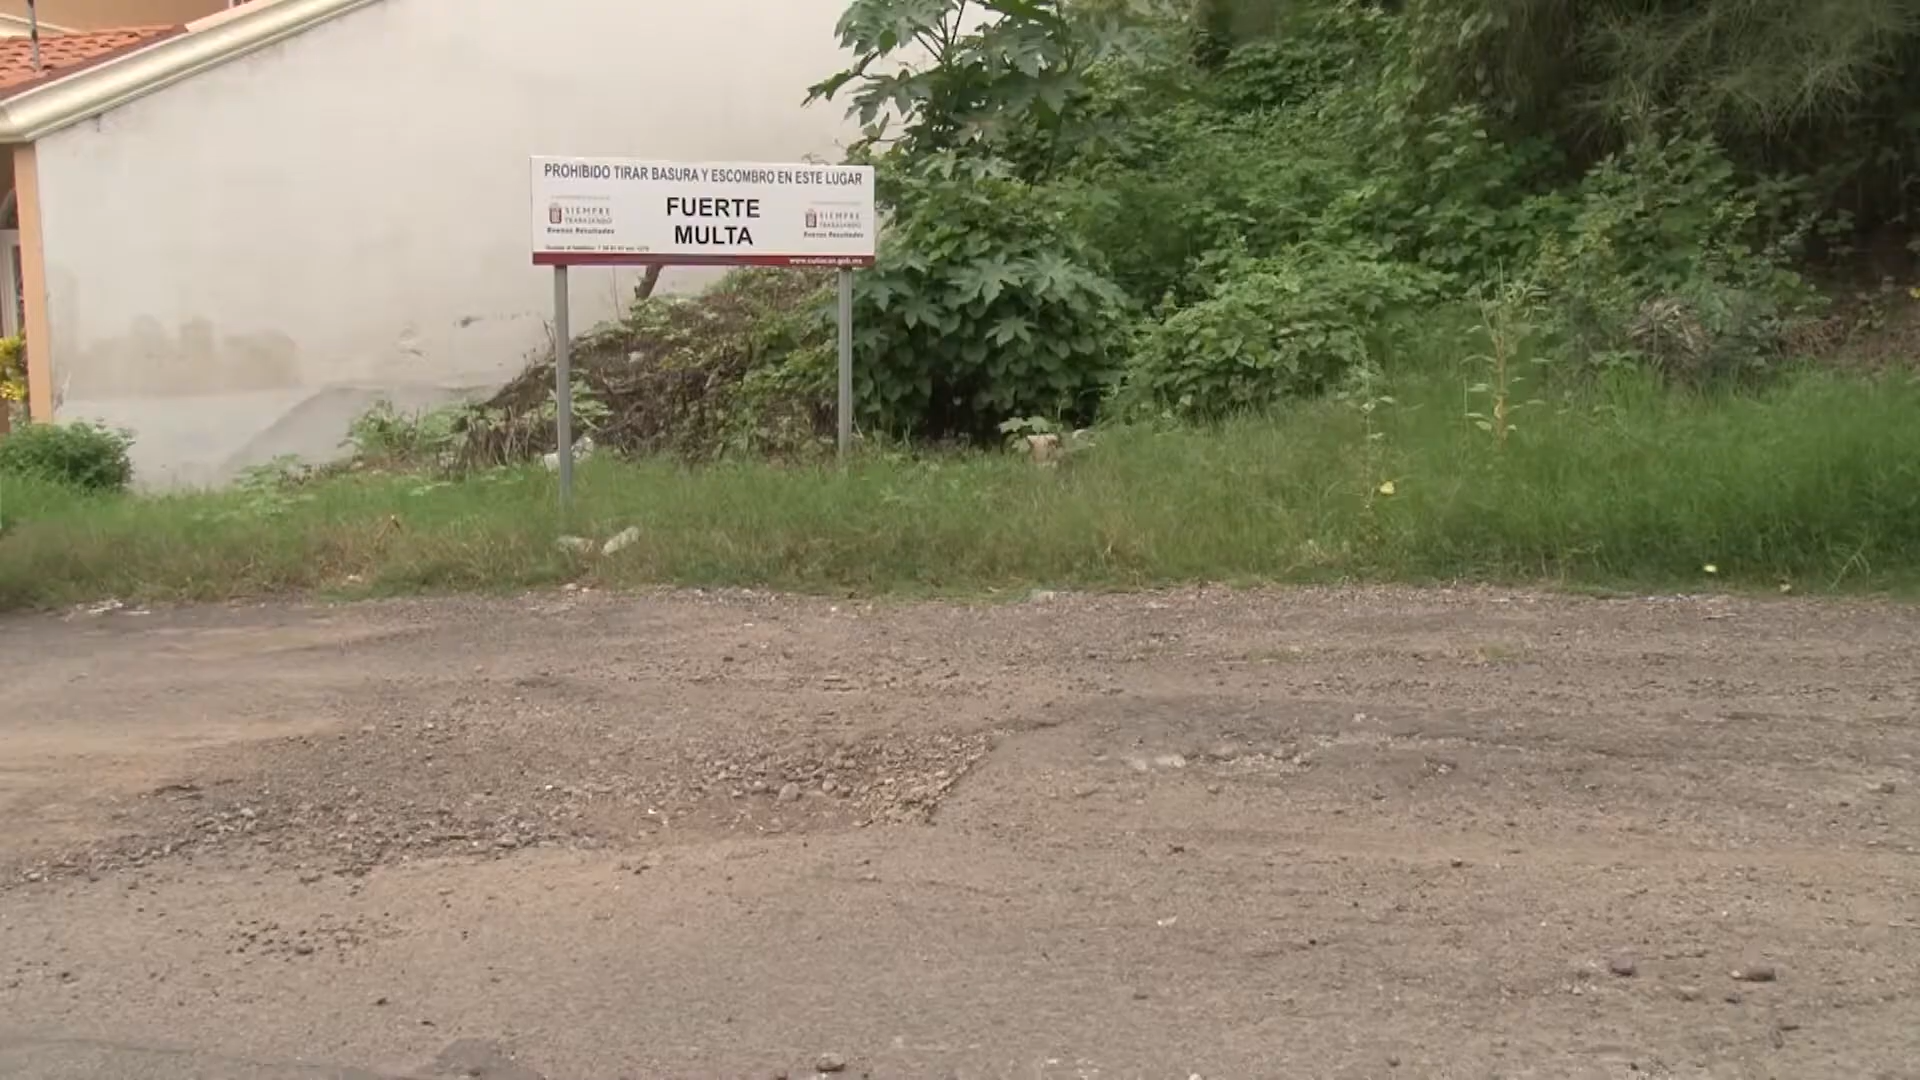 PROHIBIDO TIRAR BASURA Y ESCOMBRO EN ESTE LUGAR
FUERTE
MULTA
SIEMPRE
TRABAJANDO
Buenos Resultados
SIEMPRE
TRABAJANDO
Buenos Resultados
www.culiacan.gob.mx